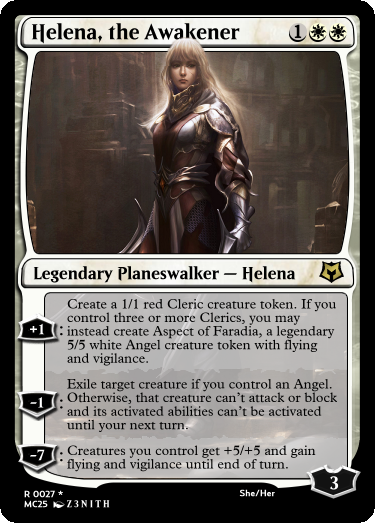 Helena, the Awakener 1
Legendary Planeswalker — Helena
Create a 1/1 red Cleric creature token. If you
control three or more Clerics, you may
+1: instead create Aspect of Faradia, a legendary
5/5 white Angel creature token with flying
and vigilance.
Exile target creature if you control an Angel.
-1: Otherwise, that creature can't attack or block
and its activated abilities can't be activated
until your next turn.
-7: Creatures you control get +5/+5 and gain
flying and vigilance until end of turn.
3
R 0027 * She/Her
MC25 Z3NITH